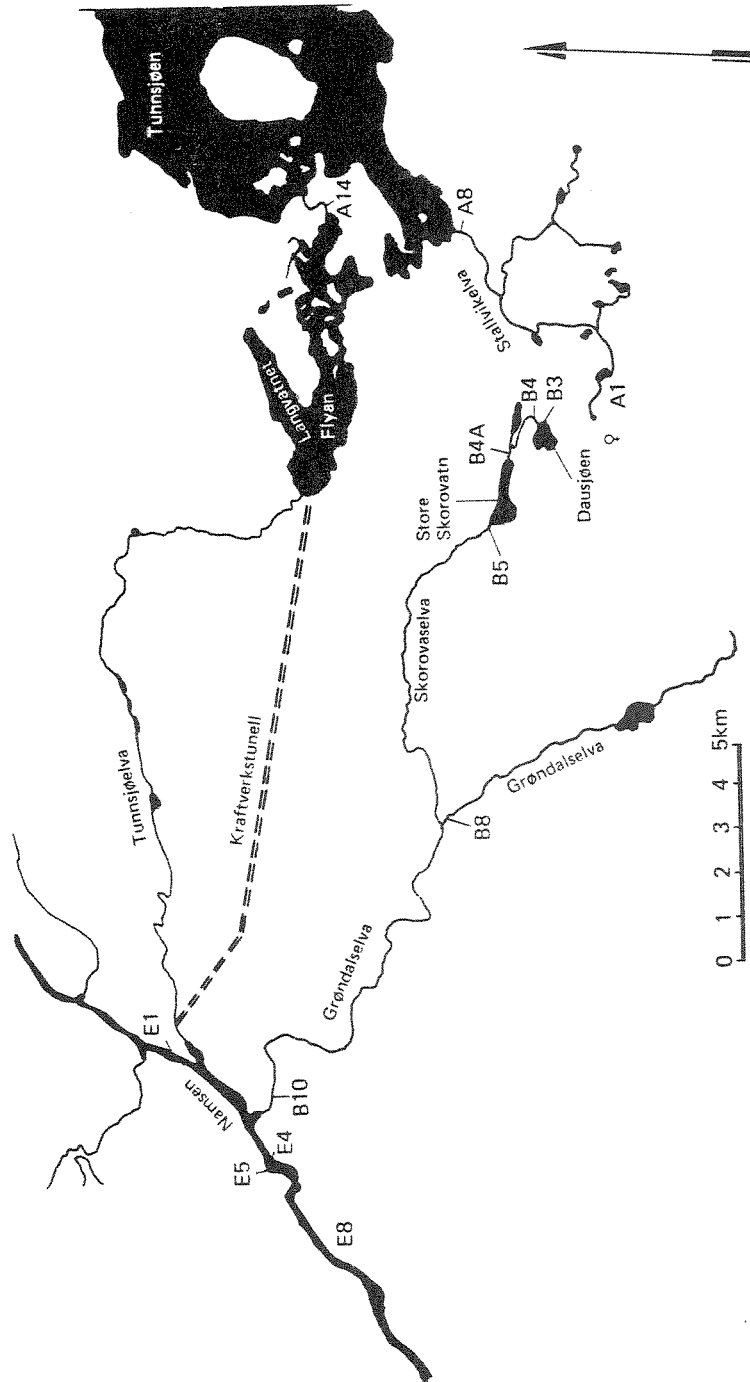 Tunnsjøen
A14
A8
Stallvikelva
A1
Langvatnet
Flyan
B4A
B4
B3
Dausjøen
Store
Skorovatn
B5
Skorovaselva
Tunnsjøelva
Kraftverkstunell
Grøndalselva
B8
Grøndalselva
E1
Namsen
B10
E4
E5
E8
0 1 2 3 4 5km